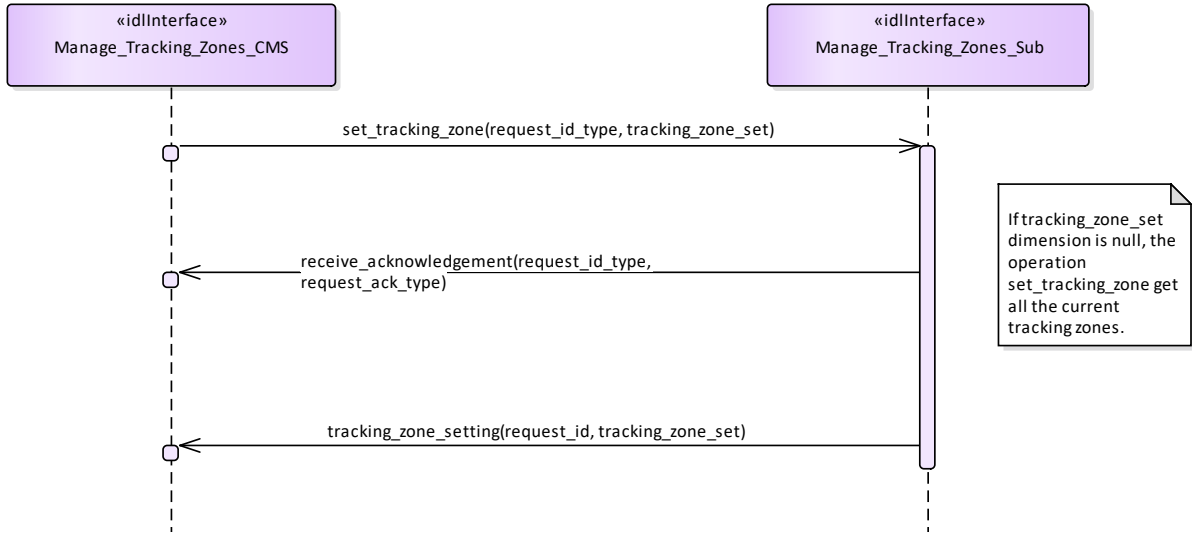 «idlInterface»
Manage_Tracking_Zones_CMS
«idlInterface»
Manage_Tracking_Zones_Sub
set_tracking_zone(request_id_type, tracking_zone_set)
If tracking_zone_set
dimension is null, the
operation
set_tracking_zone get
all the current
tracking zones.
receive_acknowledgement(request_id_type,
request_ack_type)
tracking_zone_setting(request_id, tracking_zone_set)